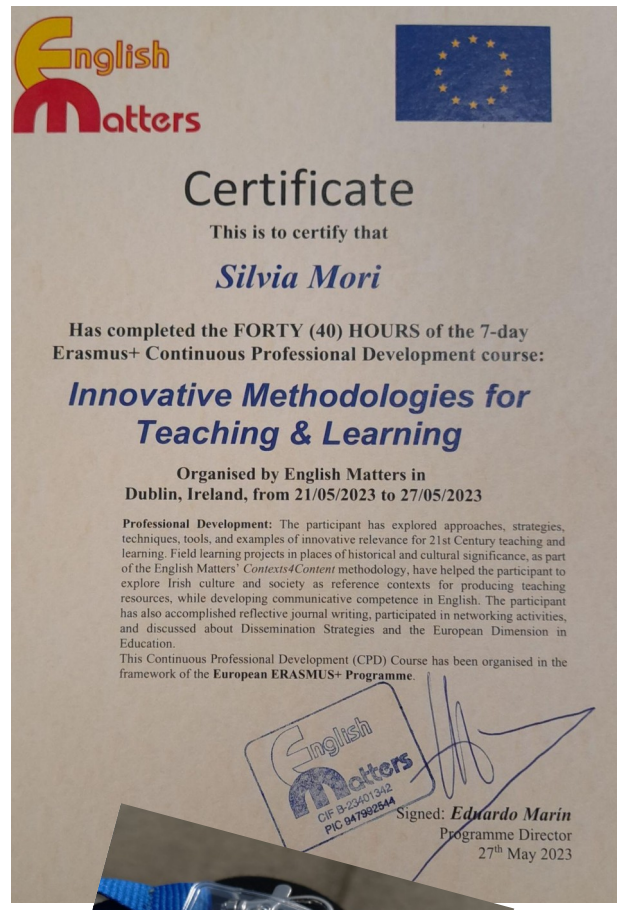 English
Matters
Certificate
This is to certify that
Silvia Mori
Has completed the FORTY (40) HOURS of the 7-day
Erasmus+ Continuous Professional Development course:
Innovative Methodologies for
Teaching & Learning
Organised by English Matters in
Dublin, Ireland, from 21/05/2023 to 27/05/2023
Professional Development: The participant has explored approaches, strategies,
techniques, tools, and examples of innovative relevance for 21st Century teaching and
learning. Field learning projects in places of historical and cultural significance, as part
of the English Matters' Contexts4Content methodology, have helped the participant to
explore Irish culture and society as reference contexts for producing teaching
resources, while developing communicative competence in English. The participant
has also accomplished reflective journal writing, participated in networking activities,
and discussed about Dissemination Strategies and the European Dimension in
Education.
This Continuous Professional Development (CPD) Course has been organised in the
framework of the European ERASMUS+ Programme.
English
Matters
CIF B-23401342
PIC 947992544
Signed: Eduardo Marín
Programme Director
27th May 2023